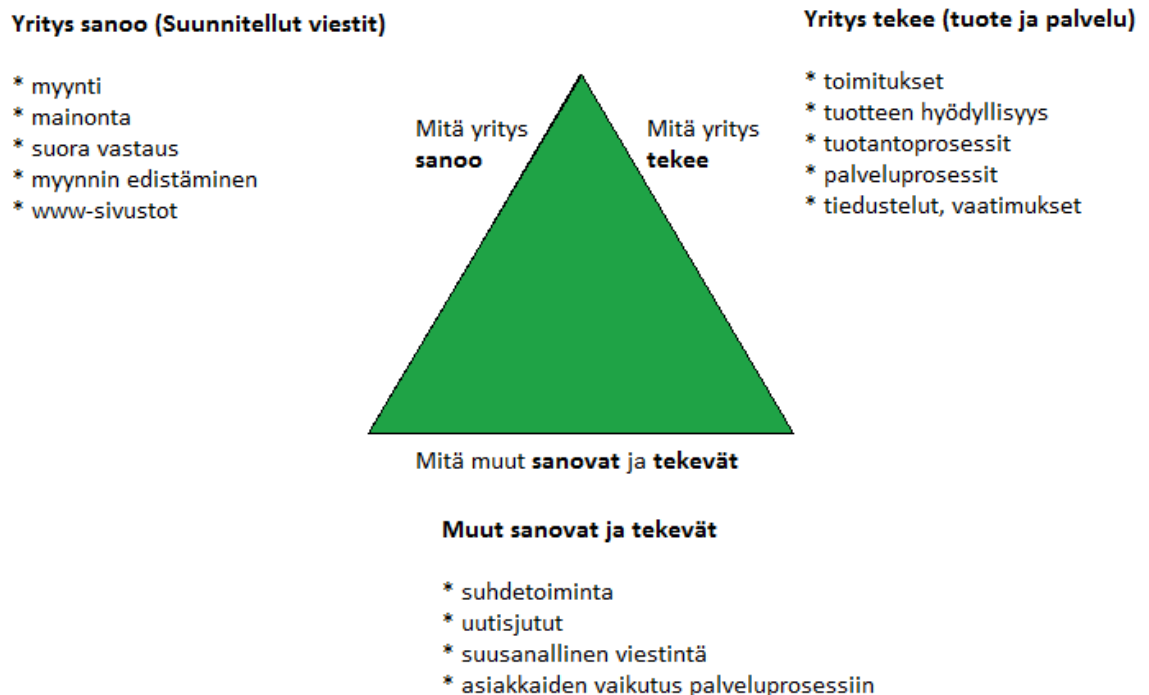 Yritys sanoo (Suunnitellut viestit)
* myynti
* mainonta
* suora vastaus
* myynnin edistäminen
* www-sivustot
Mitä yritys
sanoo
Mitä yritys
tekee
Yritys tekee (tuote ja palvelu)
* toimitukset
* tuotteen hyödyllisyys
* tuotantoprosessit
* palveluprosessit
* tiedustelut, vaatimukset
Mitä muut sanovat ja tekevät
Muut sanovat ja tekevät
* suhdetoiminta
* uutisjutut
* suusanallinen viestintä
* asiakkaiden vaikutus palveluprosessiin